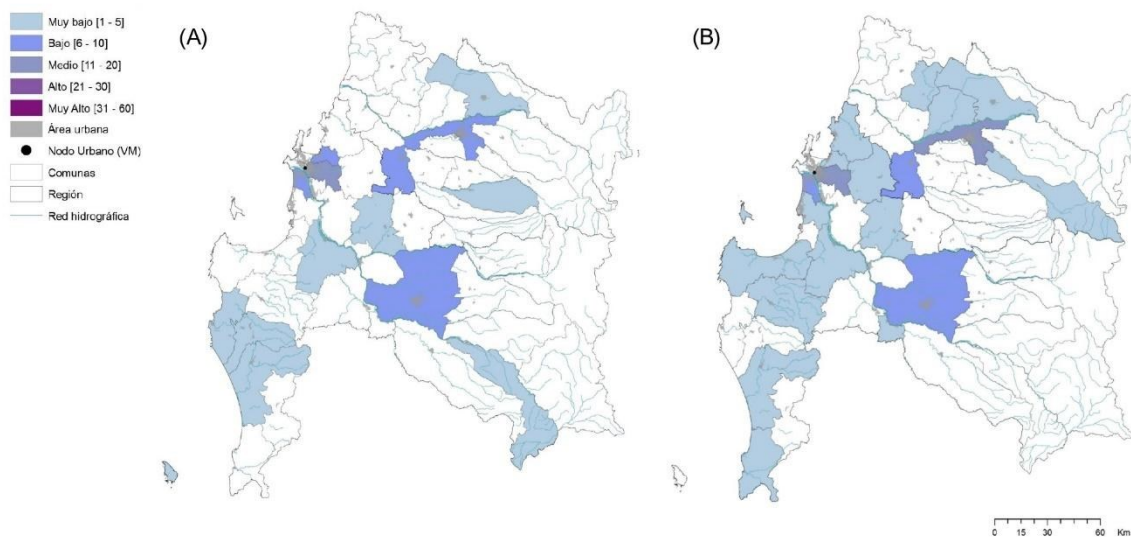 Muy bajo [1 - 5]
Bajo [6 - 10]
Medio [11 - 20]
Alto [21 - 30]
Muy Alto [31 - 60]
Área urbana
Nodo Urbano (VM)
Comunas
Región
Red hidrográfica
(A)
(B)
0 15 30 60 Km